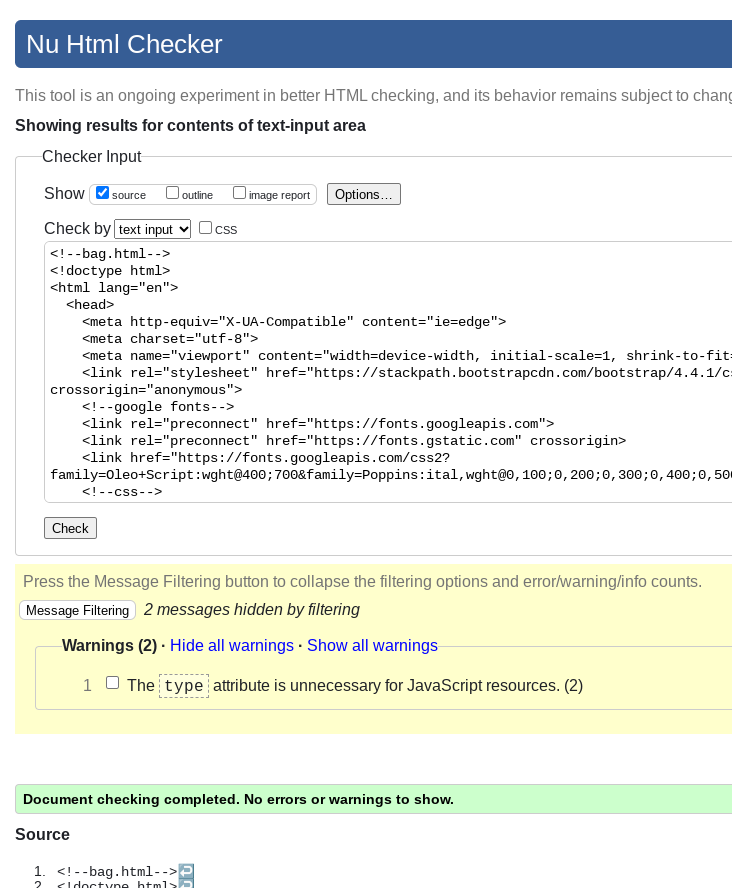 Nu Html Checker
This tool is an ongoing experiment in better HTML checking, and its behavior remains subject to chang
Showing results for contents of text-input area
Checker Input
Show source outline image report Options…
Check by text input CSS
<!--bag.html-->
<!doctype html>
<html lang="en">
  <head>
    <meta http-equiv="X-UA-Compatible" content="ie=edge">
    <meta charset="utf-8">
    <meta name="viewport" content="width=device-width, initial-scale=1, shrink-to-fit=
    <link rel="stylesheet" href="https://stackpath.bootstrapcdn.com/bootstrap/4.4.1/cs
crossorigin="anonymous">
    <!--google fonts-->
    <link rel="preconnect" href="https://fonts.googleapis.com">
    <link rel="preconnect" href="https://fonts.gstatic.com" crossorigin>
    <link href="https://fonts.googleapis.com/css2?
family=Oleo+Script:wght@400;700&family=Poppins:ital,wght@0,100;0,200;0,300;0,400;0,500
    <!--css-->
Check
Press the Message Filtering button to collapse the filtering options and error/warning/info counts.
Message Filtering 2 messages hidden by filtering
Warnings (2) · Hide all warnings · Show all warnings
1 The type attribute is unnecessary for JavaScript resources. (2)
Document checking completed. No errors or warnings to show.
Source
1. <!--bag.html-->↩
2. <!doctype html>↩